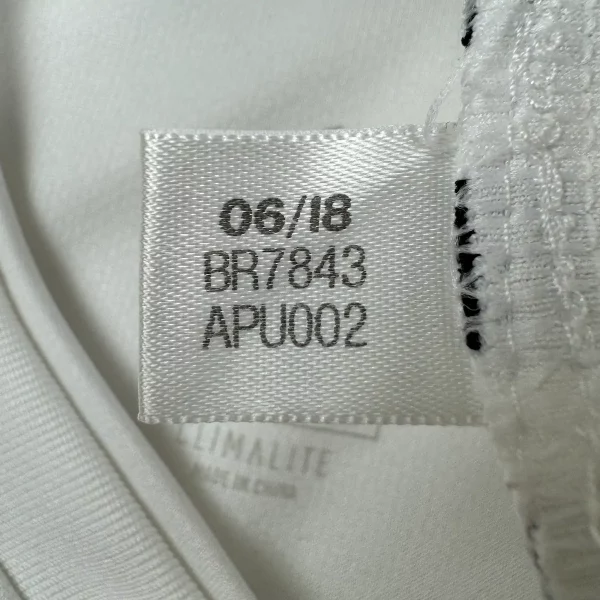 06/18
BR7843
APU002
CLIMALITE
MADE IN CHINA